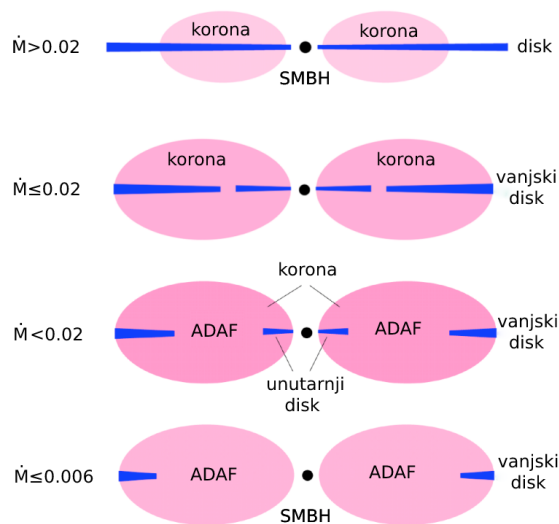 korona
korona
Ṁ>0.02
disk
SMBH
korona
korona
Ṁ≤0.02
vanjski
disk
korona
Ṁ<0.02
ADAF
ADAF
vanjski
disk
unutarnji
disk
Ṁ≤0.006
ADAF
ADAF
vanjski
disk
SMBH